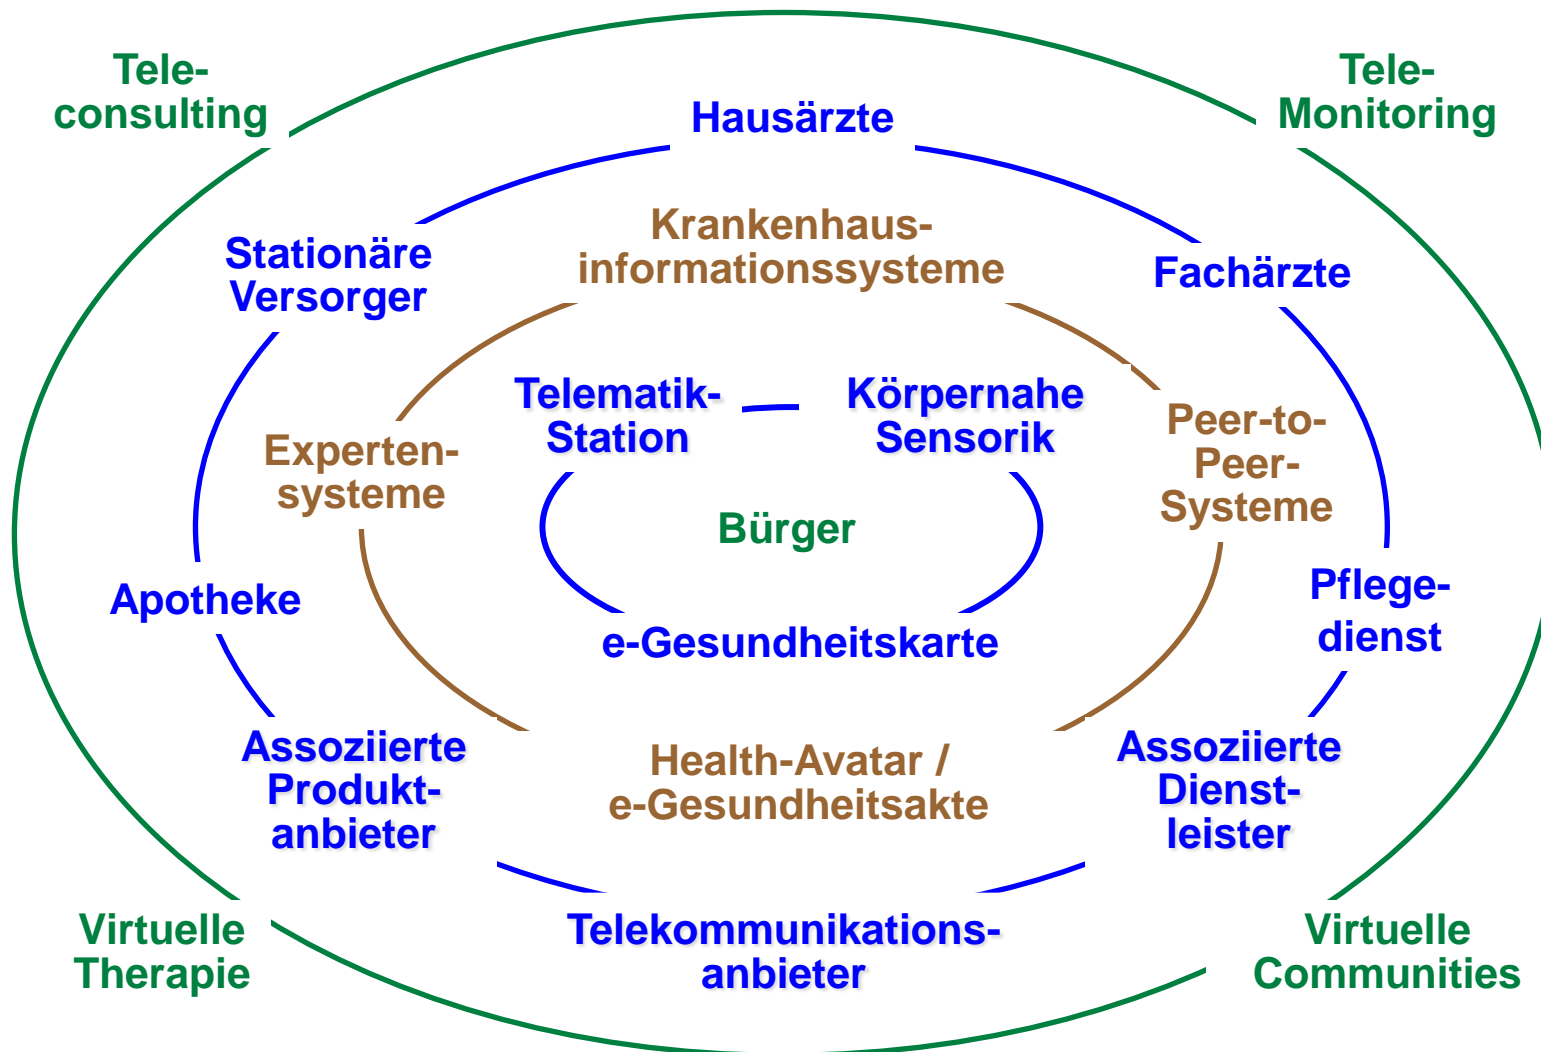 Tele-
consulting
Tele-
Monitoring
Hausärzte
Krankenhaus-
informationssysteme
Stationäre
Versorger
Fachärzte
Telematik-
Station
Körpernahe
Sensorik
Experten-
systeme
Peer-to-
Peer-
Systeme
Bürger
Apotheke
Pflege-
dienst
e-Gesundheitskarte
Assoziierte
Produkt-
anbieter
Health-Avatar /
e-Gesundheitsakte
Assoziierte
Dienst-
leister
Virtuelle
Therapie
Telekommunikations-
anbieter
Virtuelle
Communities